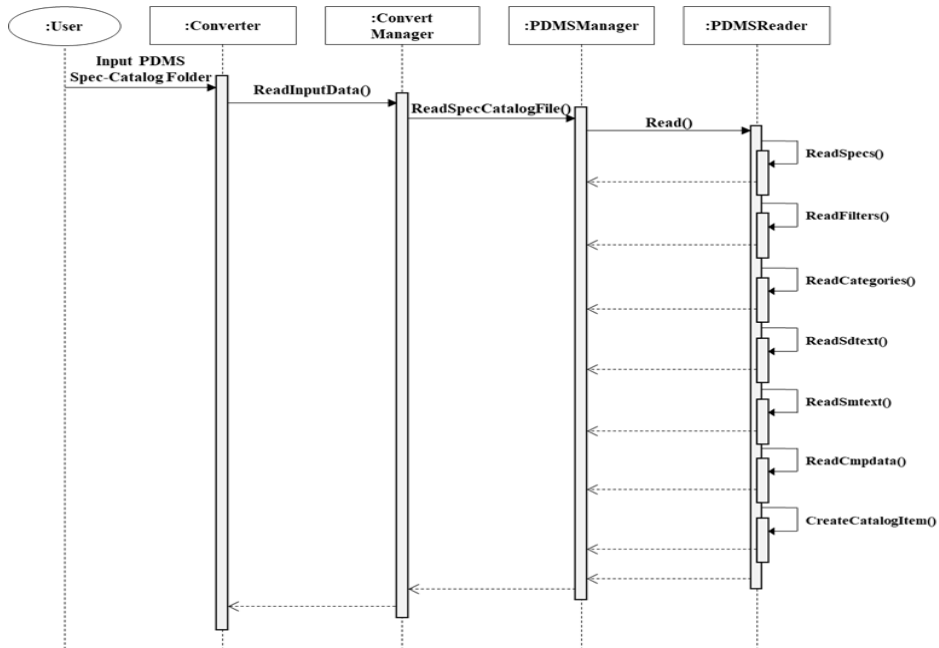 :User
:Converter
:Convert
Manager
:PDMSManager
:PDMSReader
Input PDMS
Spec-Catalog Folder
ReadInputData()
ReadSpecCatalogFile()
Read()
ReadSpecs()
ReadFilters()
ReadCategories()
ReadSdtext()
ReadSmtext()
ReadCmpdata()
CreateCatalogItem()